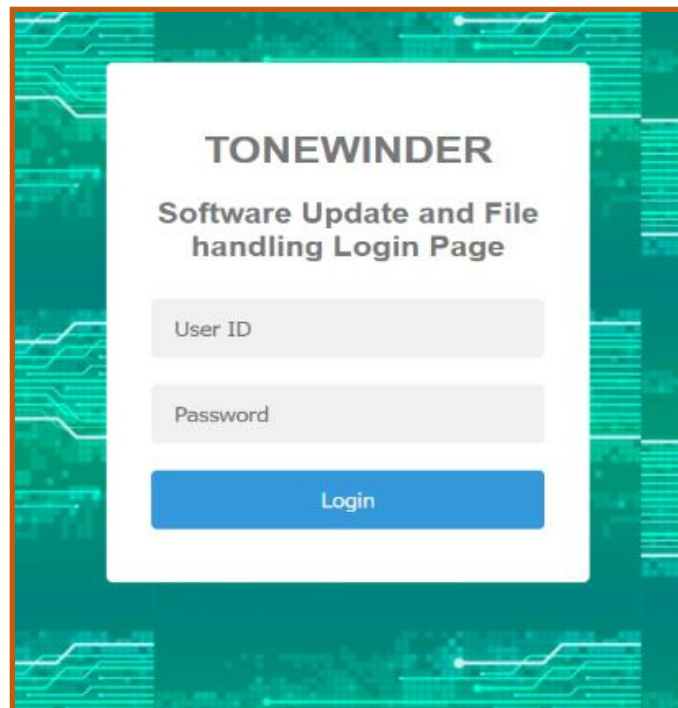 TONEWINDER
Software Update and File
handling Login Page
User ID
Password
Login